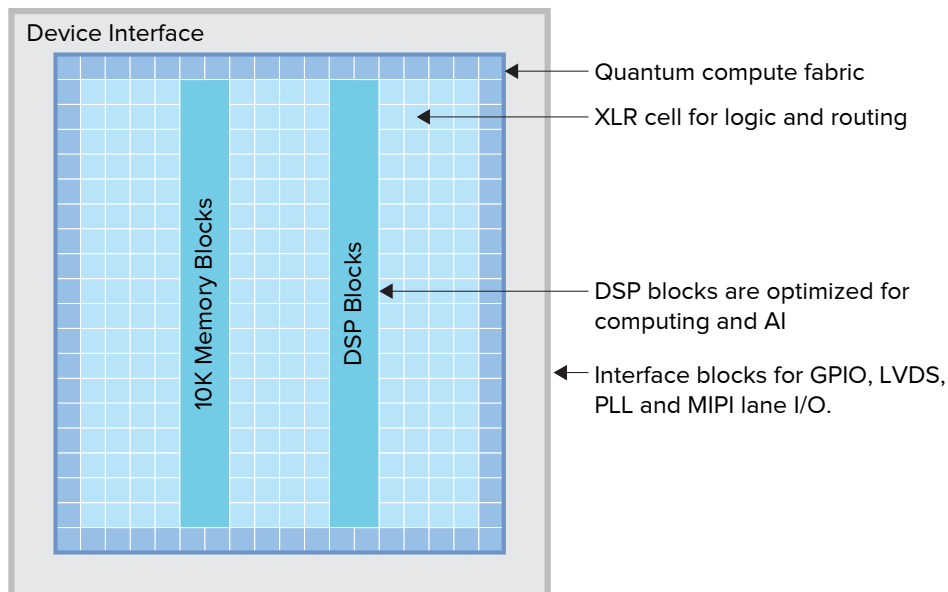 Device Interface
Quantum compute fabric
XLR cell for logic and routing
10K Memory Blocks
DSP Blocks
DSP blocks are optimized for
computing and AI
Interface blocks for GPIO, LVDS,
PLL and MIPI lane I/O.